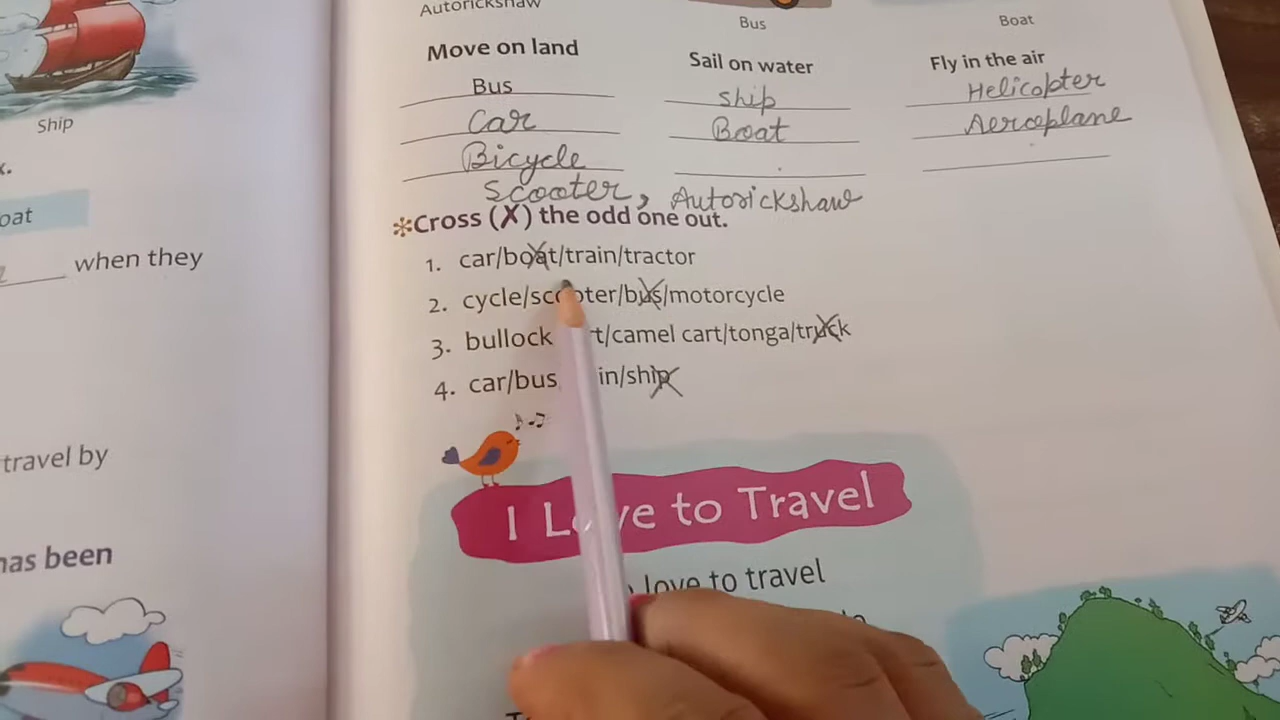 Autorickshaw
Bus
Boat
Move on land
Sail on water
Fly in the air
Bus
Ship
Helicopter
Car
Boat
Aeroplane
Bicycle
Scooter, Autorickshaw
Ship
*Cross (✗) the odd one out.
1. car/boat/train/tractor
2. cycle/scooter/bus/motorcycle
3. bullock /camel cart/tonga/truck
4. car/bus /ship
oat
when they
travel by
has been
I Love to Travel
love to travel